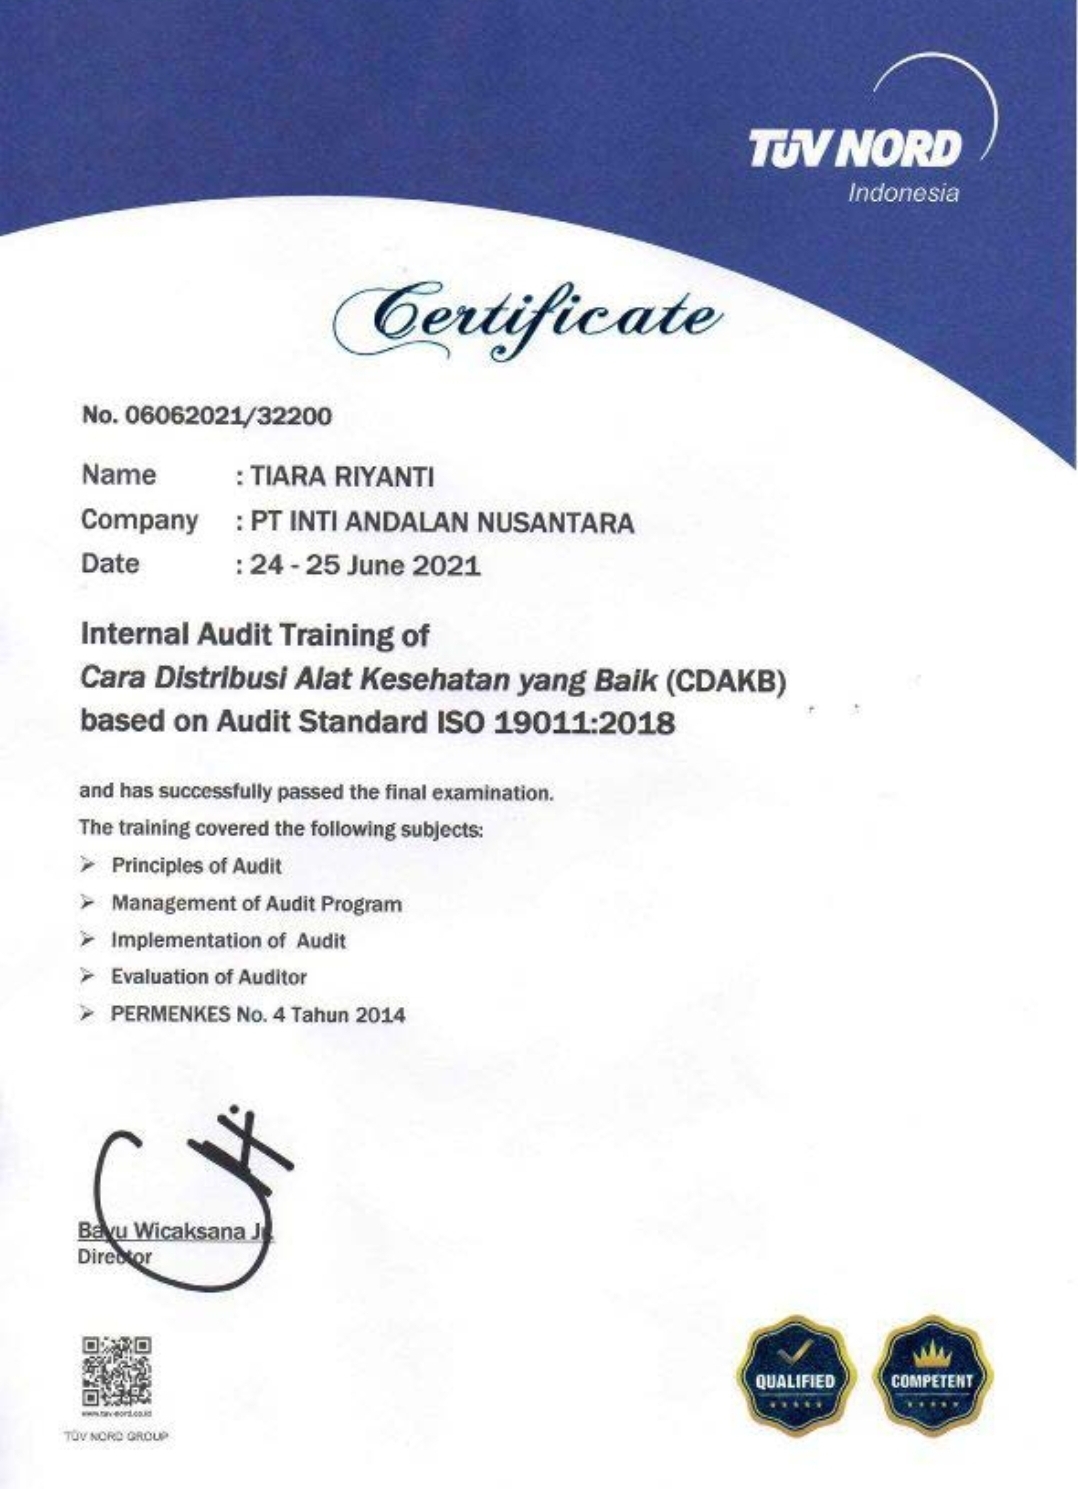 TÜV NORD
Indonesia
Certificate
No. 06062021/32200
Name : TIARA RIYANTI
Company : PT INTI ANDALAN NUSANTARA
Date : 24 - 25 June 2021
Internal Audit Training of
Cara Distribusi Alat Kesehatan yang Baik (CDAKB)
based on Audit Standard ISO 19011:2018
and has successfully passed the final examination.
The training covered the following subjects:
➢ Principles of Audit
➢ Management of Audit Program
➢ Implementation of Audit
➢ Evaluation of Auditor
➢ PERMENKES No. 4 Tahun 2014
Bayu Wicaksana Jr.
Director
www.tuv-nord.co.id
TÜV NORD GROUP
QUALIFIED
COMPETENT